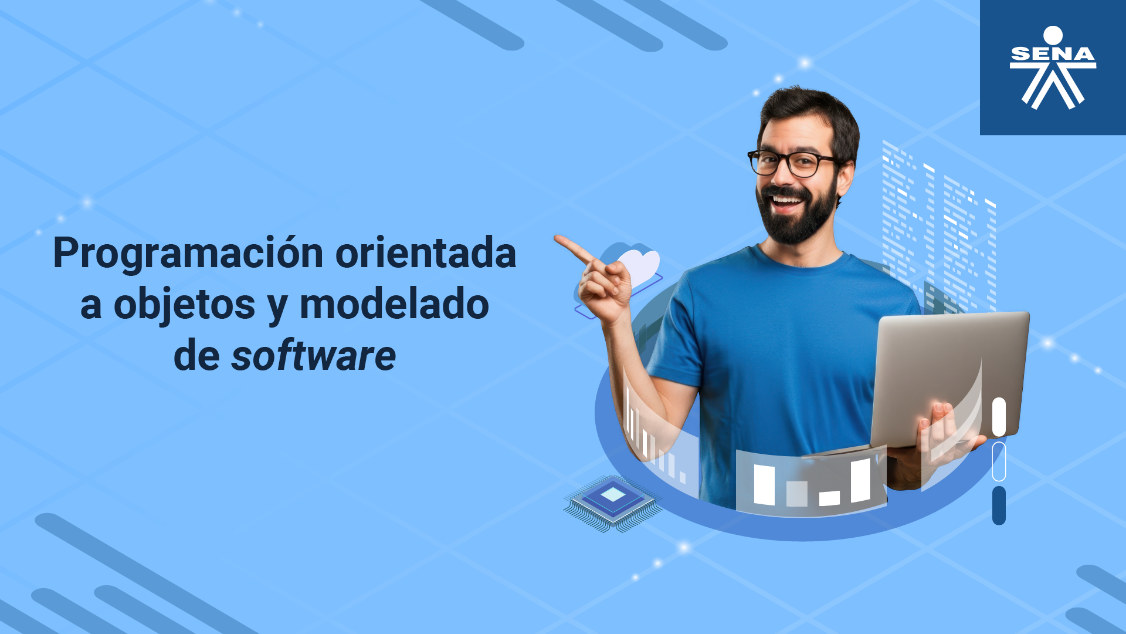 SENA
Programación orientada
a objetos y modelado
de software